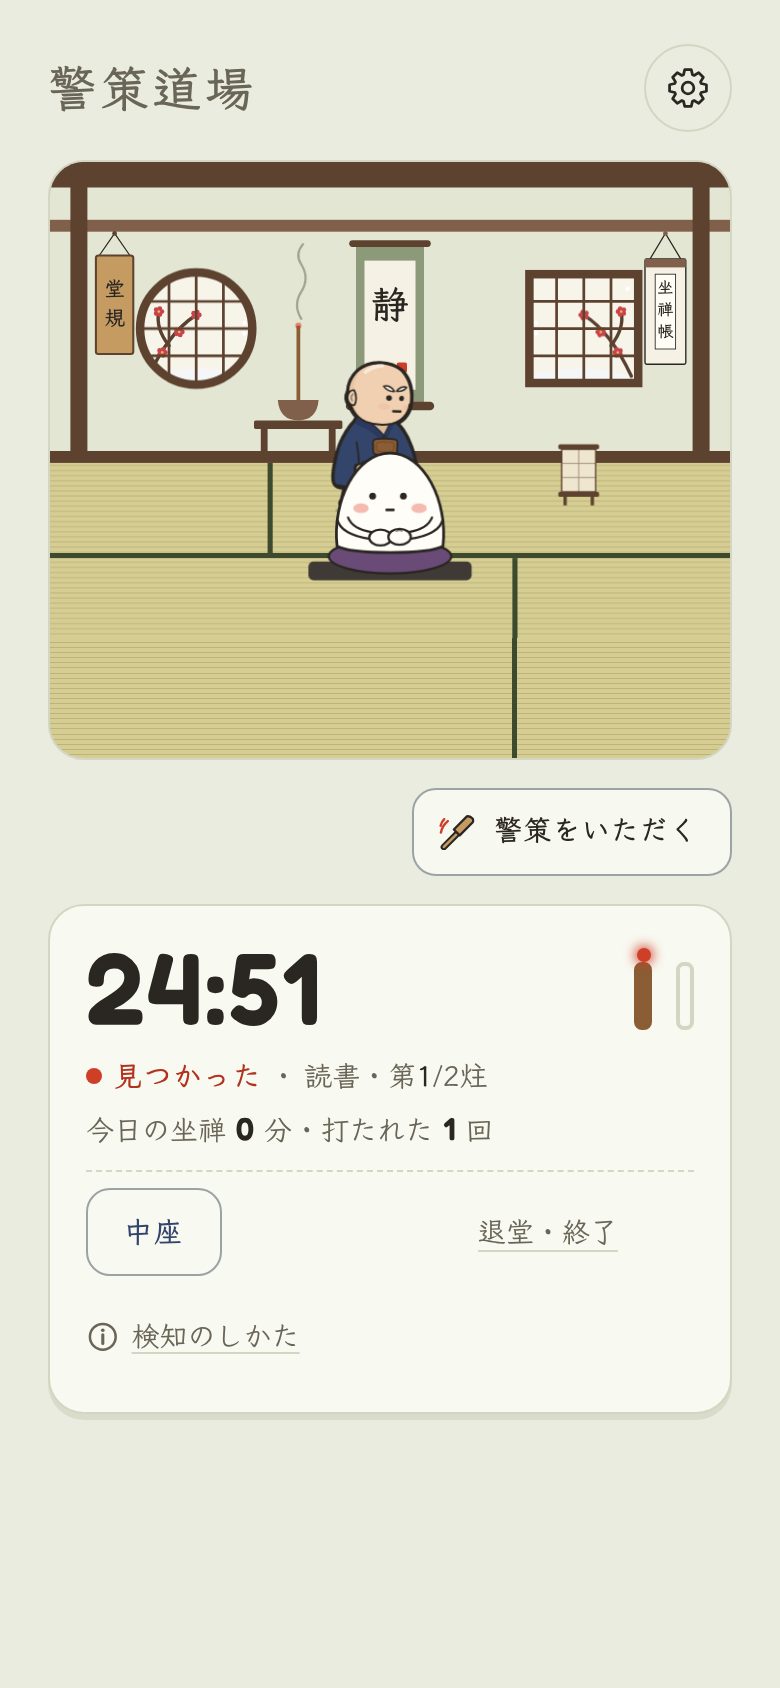 警策道場
堂規
静
坐禅帳
警策をいただく
24:51
見つかった ・ 読書・第1/2炷
今日の坐禅 0 分・打たれた 1 回
中座
退堂・終了
検知のしかた